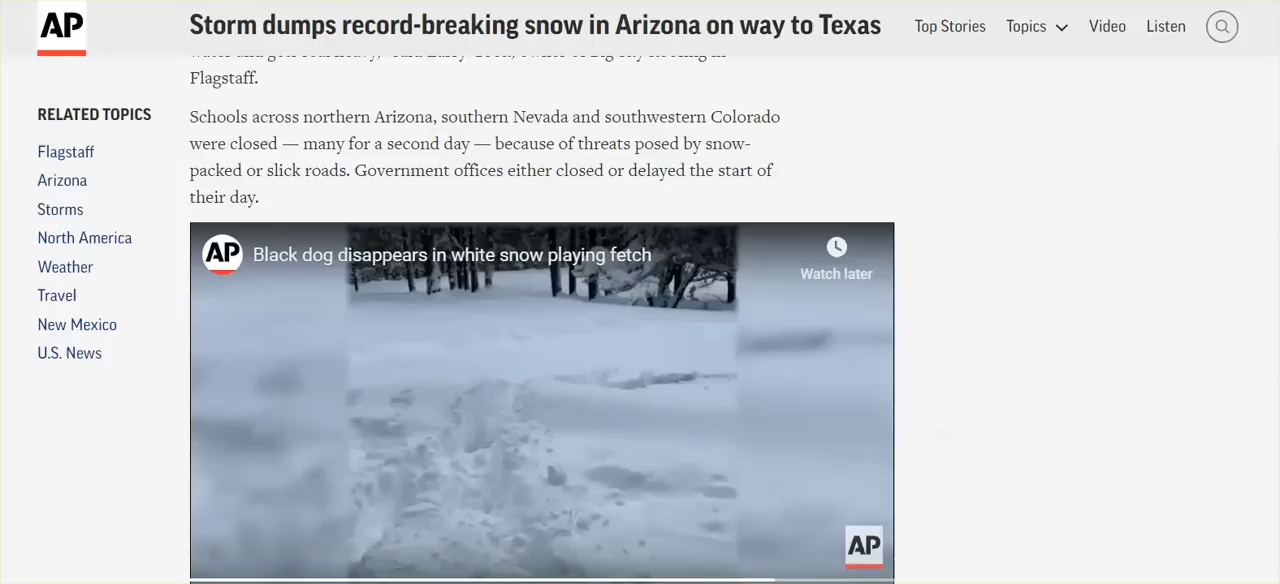 AP
Storm dumps record-breaking snow in Arizona on way to Texas
Top Stories
Topics
Video
Listen
Flagstaff.
RELATED TOPICS
Flagstaff
Arizona
Storms
North America
Weather
Travel
New Mexico
U.S. News
Schools across northern Arizona, southern Nevada and southwestern Colorado
were closed — many for a second day — because of threats posed by snow-
packed or slick roads. Government offices either closed or delayed the start of
their day.
AP
Black dog disappears in white snow playing fetch
Watch later
AP